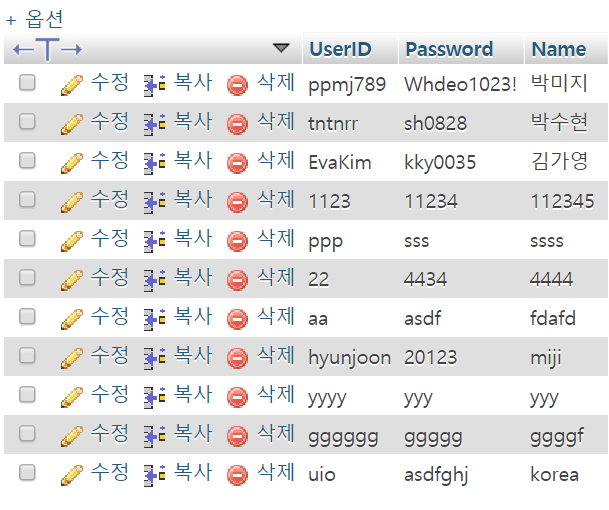 + 옵션
←T→ UserID Password Name
수정 복사 삭제 ppmj789 Whdeo1023! 박미지
수정 복사 삭제 tntnrr sh0828 박수현
수정 복사 삭제 EvaKim kky0035 김가영
수정 복사 삭제 1123 11234 112345
수정 복사 삭제 ppp sss ssss
수정 복사 삭제 22 4434 4444
수정 복사 삭제 aa asdf fdafd
수정 복사 삭제 hyunjoon 20123 miji
수정 복사 삭제 yyyy yyy yyy
수정 복사 삭제 gggggg ggggg ggggf
수정 복사 삭제 uio asdfghj korea